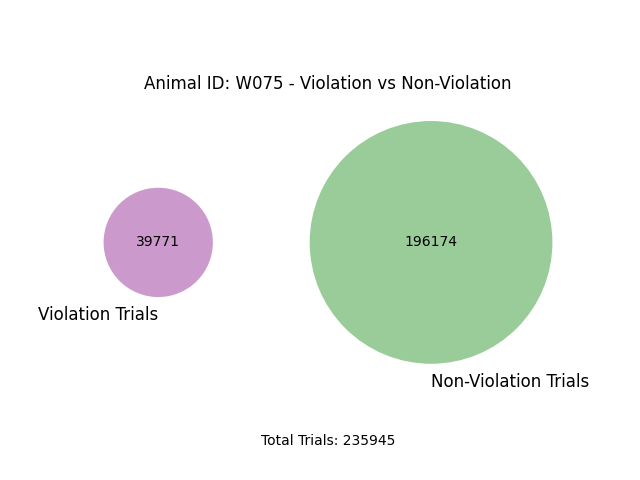 Animal ID: W075 - Violation vs Non-Violation
39771
196174
Violation Trials
Non-Violation Trials
Total Trials: 235945